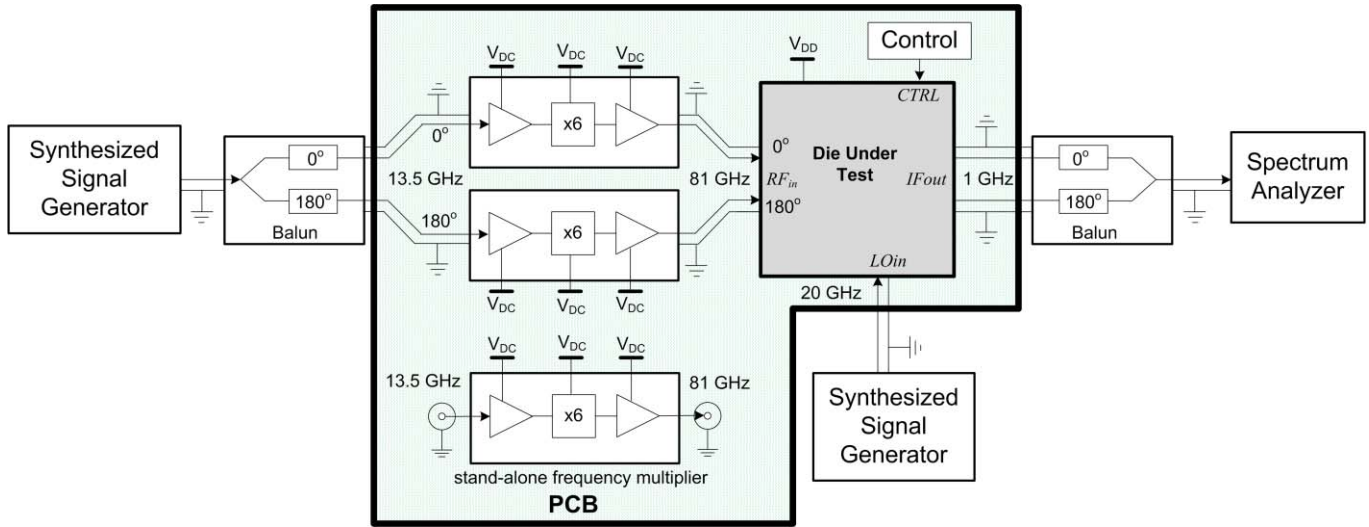 Synthesized
Signal
Generator
0°
180°
Balun
V_DC V_DC V_DC
0°
x6
13.5 GHz
81 GHz
180°
x6
V_DC V_DC V_DC
V_DC V_DC V_DC
13.5 GHz
81 GHz
x6
stand-alone frequency multiplier
PCB
V_DD
Control
CTRL
0°
Die Under
Test
RF_in
IFout
180°
LOin
1 GHz
20 GHz
Synthesized
Signal
Generator
0°
180°
Balun
Spectrum
Analyzer